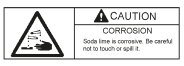 CAUTION
CORROSION
Soda lime is corrosive. Be careful
not to touch or spill it.